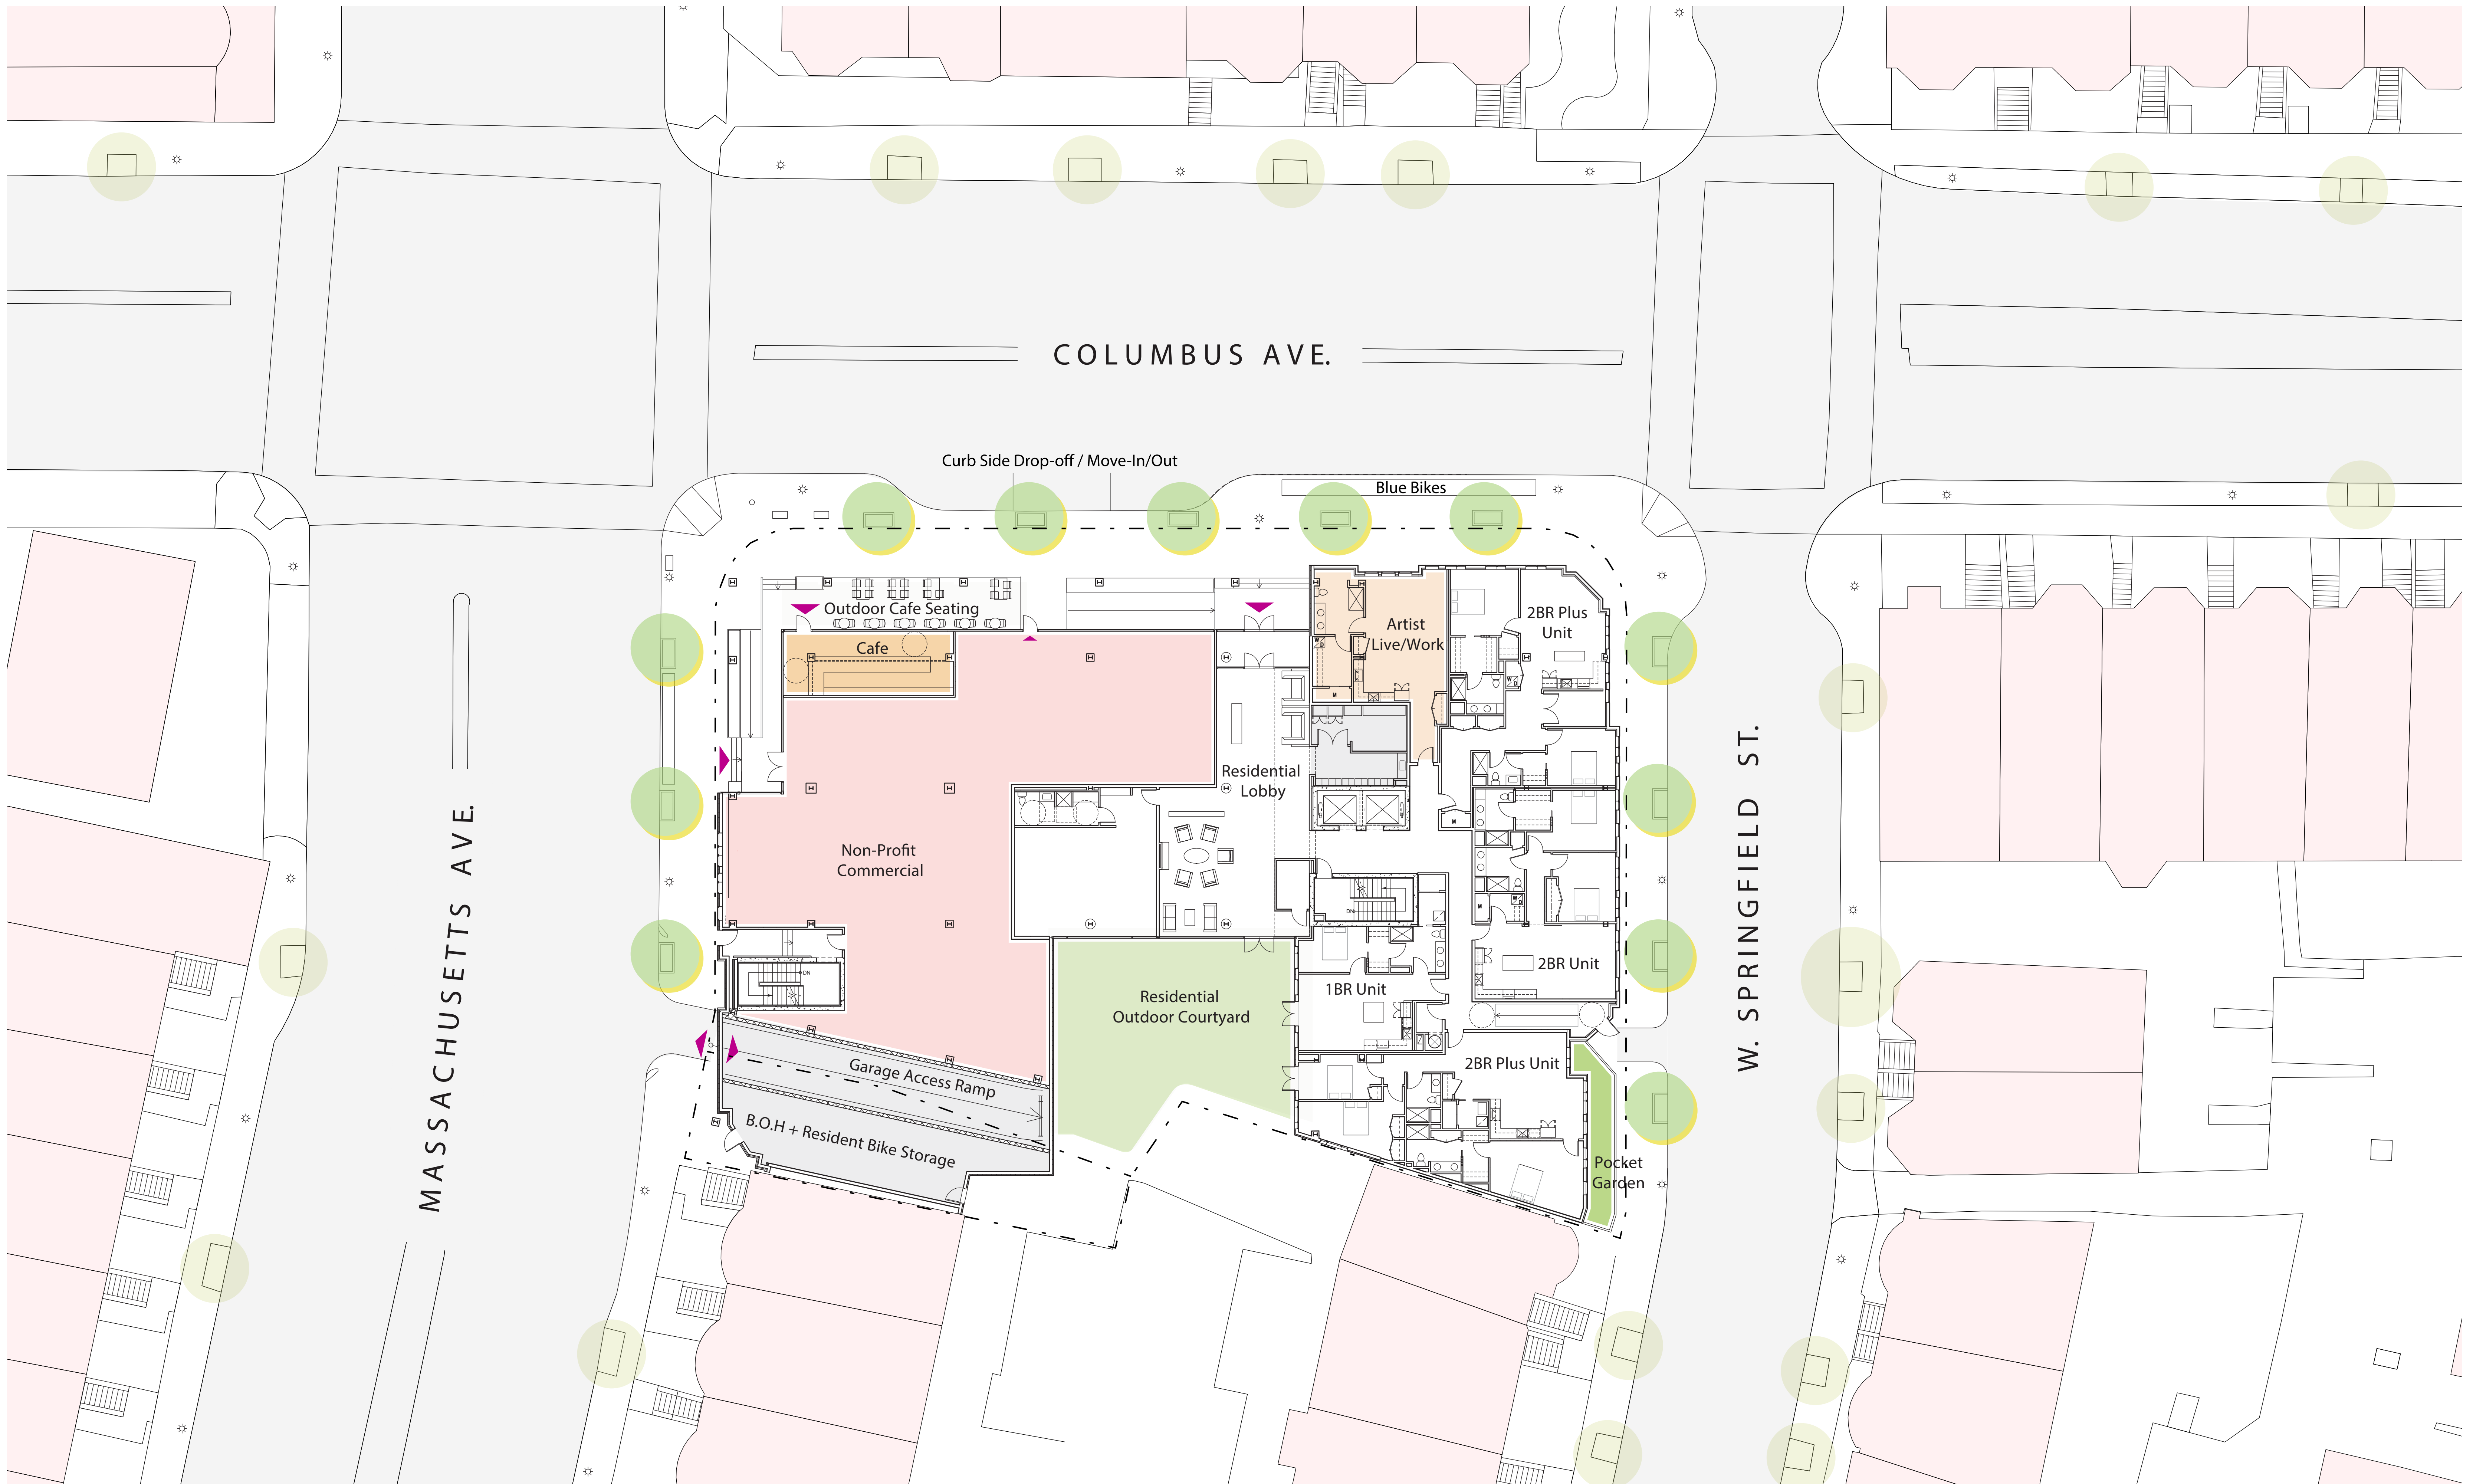 COLUMBUS AVE.
Curb Side Drop-off / Move-In/Out
Blue Bikes
Outdoor Cafe Seating
Cafe
Artist
Live/Work
2BR Plus
Unit
W
D
W
D
M
Residential
Lobby
M
Non-Profit
Commercial
MASSACHUSETTS AVE.
W. SPRINGFIELD ST.
M
W
D
DN
DN
2BR Unit
1BR Unit
Residential
Outdoor Courtyard
2BR Plus Unit
Garage Access Ramp
B.O.H + Resident Bike Storage
Pocket
Garden